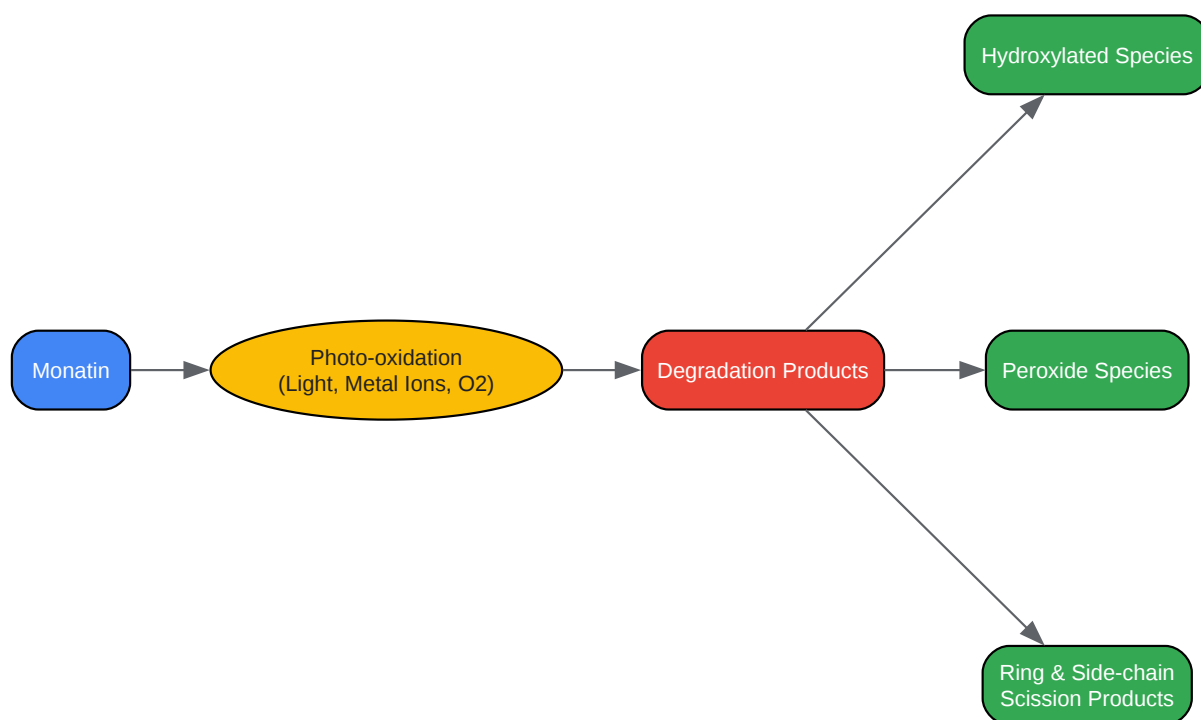 Hydroxylated Species
Monatin
Photo-oxidation
(Light, Metal Ions, O2)
Degradation Products
Peroxide Species
Ring & Side-chain
Scission Products